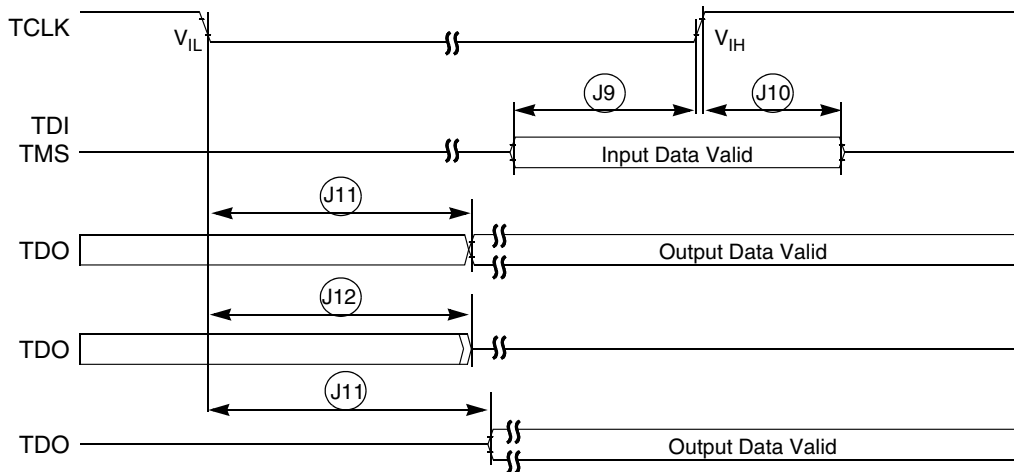 TCLK
VIL
VIH
J9
J10
TDI
TMS
Input Data Valid
J11
TDO
Output Data Valid
J12
TDO
J11
TDO
Output Data Valid